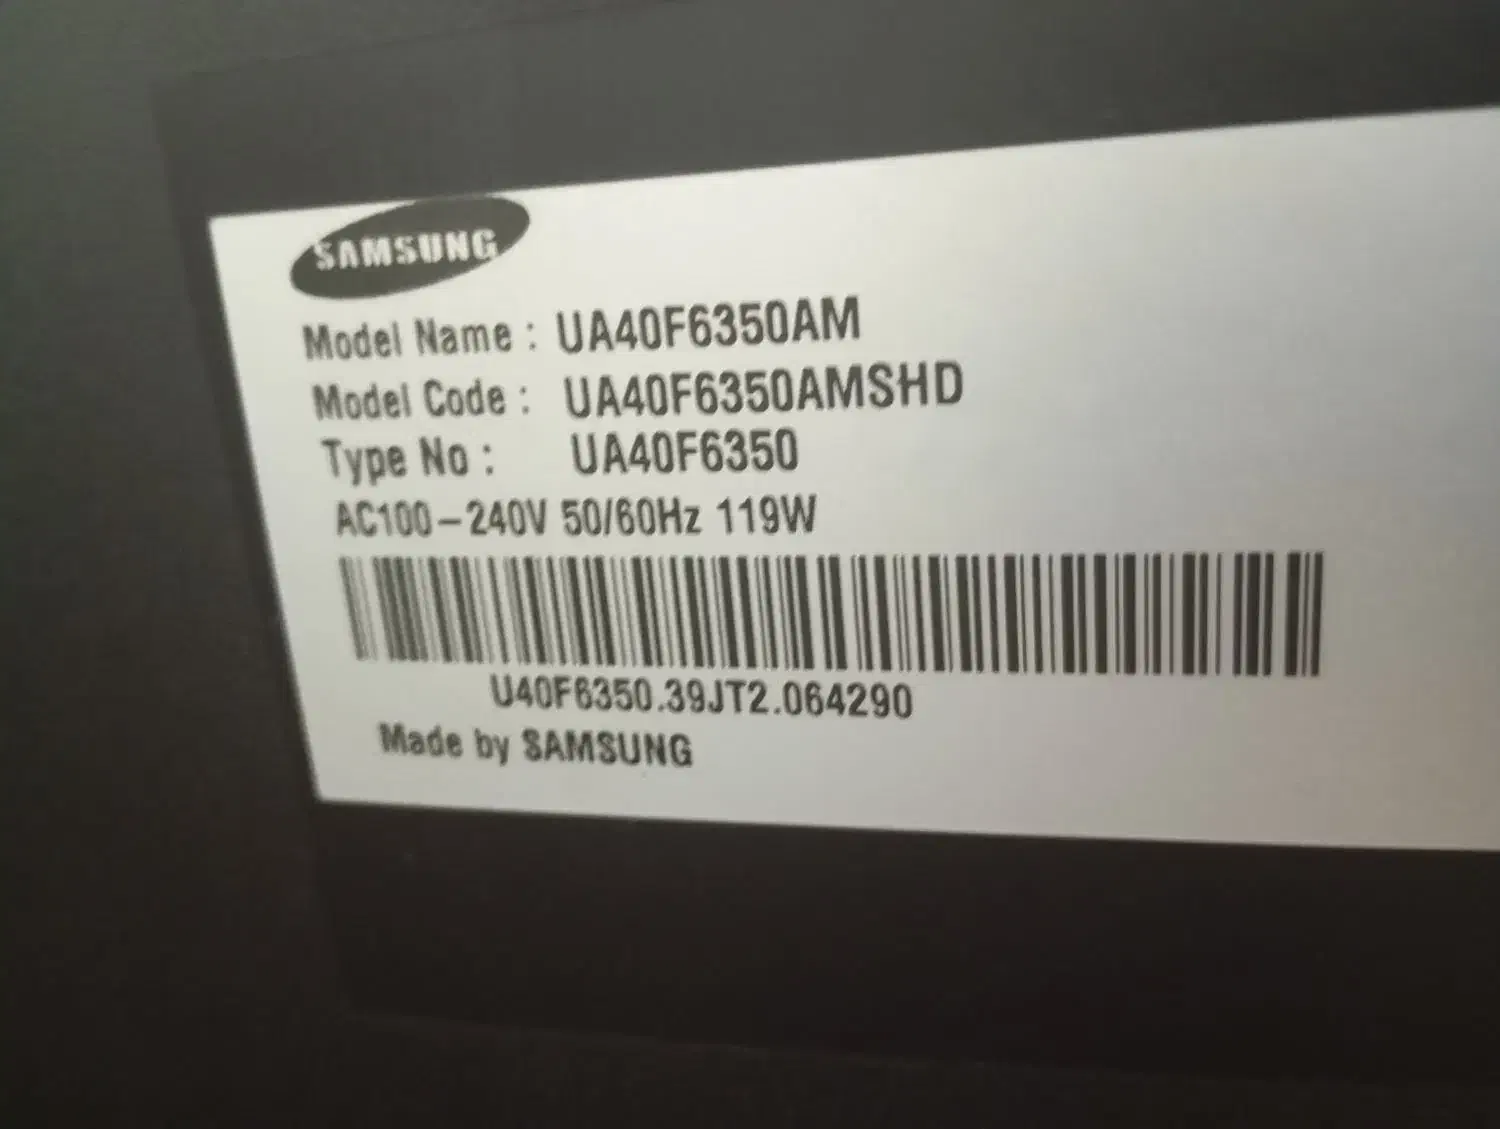 SAMSUNG
Model Name : UA40F6350AM
Model Code : UA40F6350AMSHD
Type No : UA40F6350
AC100-240V 50/60Hz 119W
U40F6350.39JT2.064290
Made by SAMSUNG